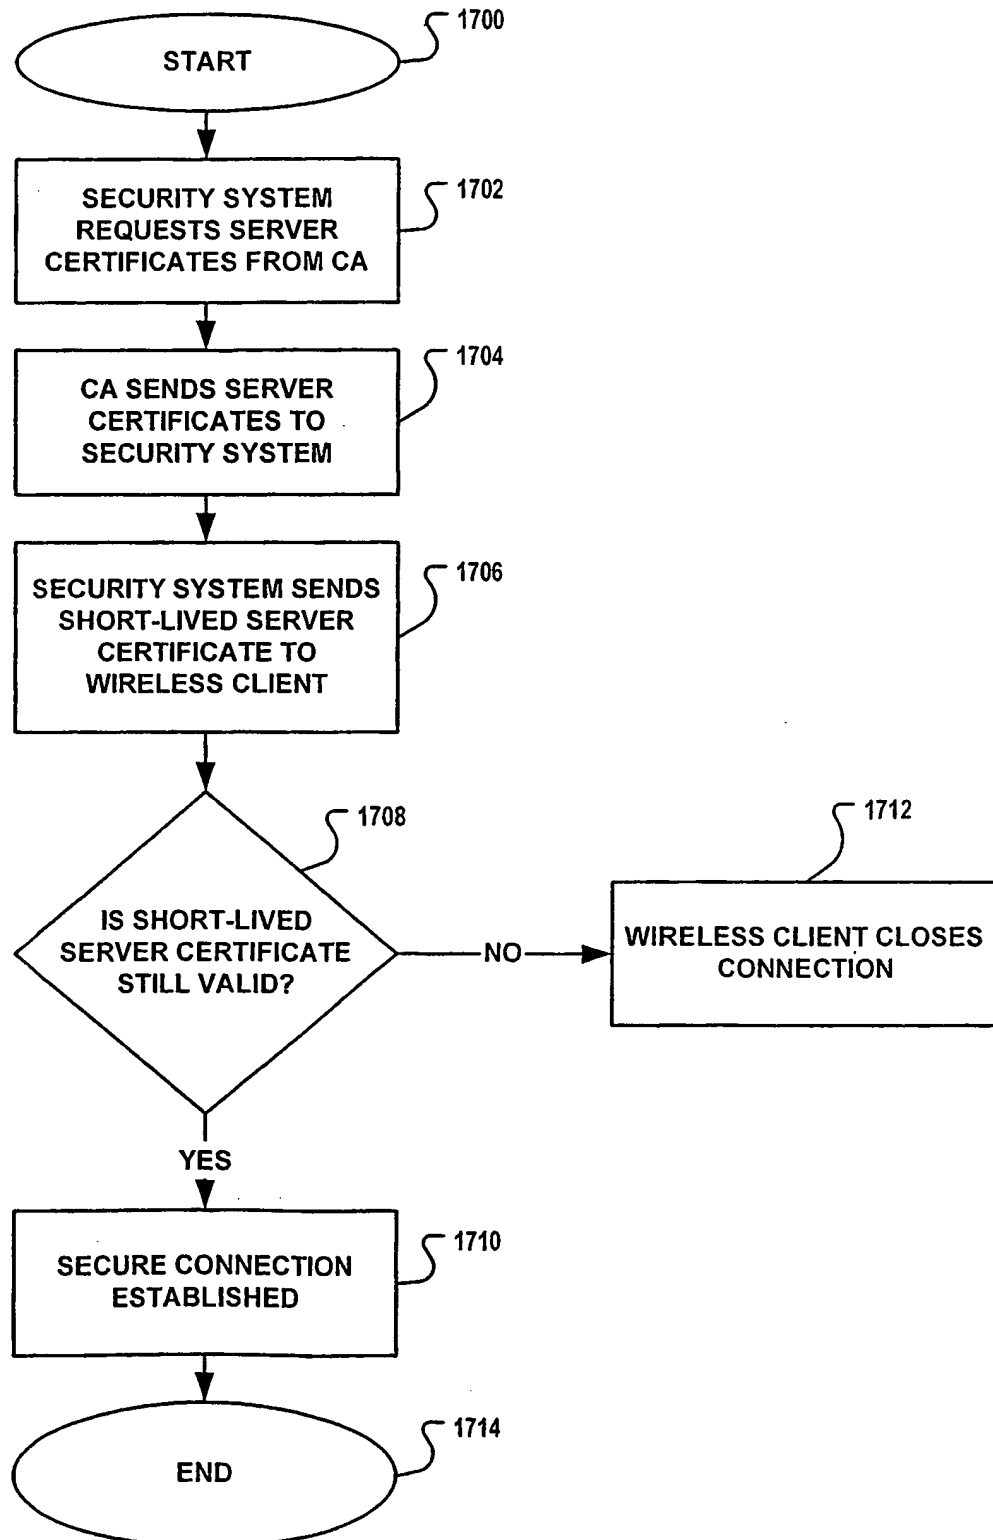 1700
START
SECURITY SYSTEM
REQUESTS SERVER
CERTIFICATES FROM CA
1702
CA SENDS SERVER
CERTIFICATES TO
SECURITY SYSTEM
1704
SECURITY SYSTEM SENDS
SHORT-LIVED SERVER
CERTIFICATE TO
WIRELESS CLIENT
1706
IS SHORT-LIVED
SERVER CERTIFICATE
STILL VALID?
1708
NO
WIRELESS CLIENT CLOSES
CONNECTION
1712
YES
SECURE CONNECTION
ESTABLISHED
1710
END
1714